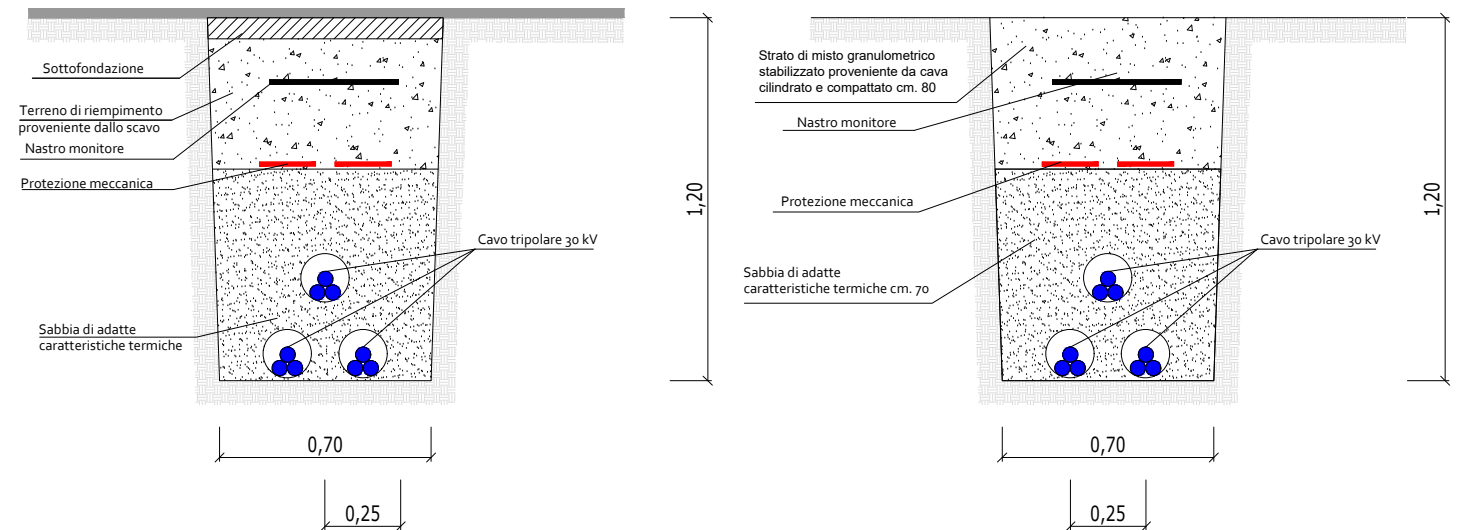 Sottofondazione
Terreno di riempimento
proveniente dallo scavo
Nastro monitore
Protezione meccanica
Cavo tripolare 30 kV
Sabbia di adatte
caratteristiche termiche
1,20
0,70
0,25
Strato di misto granulometrico
stabilizzato proveniente da cava
cilindrato e compattato cm. 80
Nastro monitore
Protezione meccanica
Cavo tripolare 30 kV
Sabbia di adatte
caratteristiche termiche cm. 70
1,20
0,70
0,25